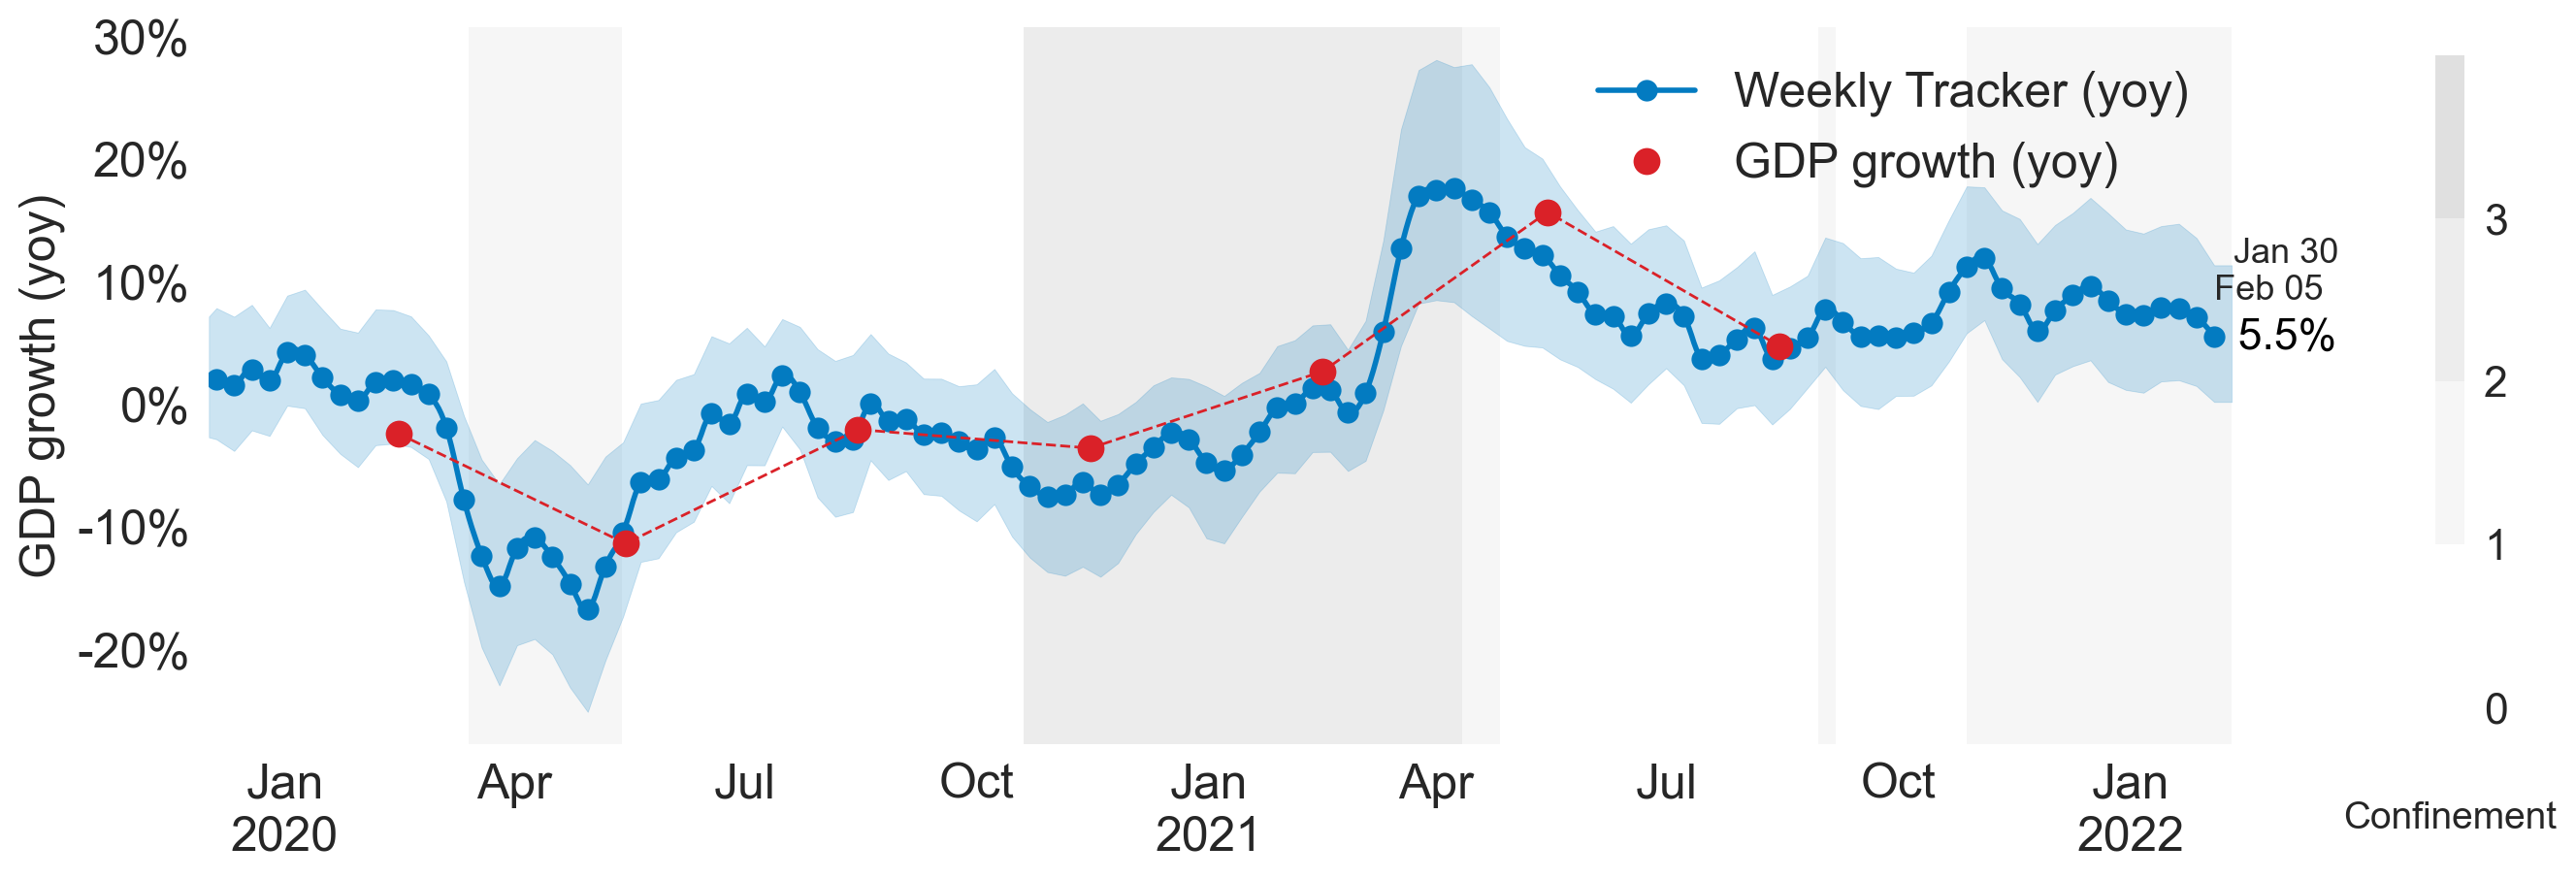 GDP growth (yoy)
30%
20%
10%
0%
-10%
-20%
Weekly Tracker (yoy)
GDP growth (yoy)
Jan 30
Feb 05
5.5%
3
2
1
0
Confinement
Jan Apr Jul Oct Jan Apr Jul Oct Jan
2020 2021 2022